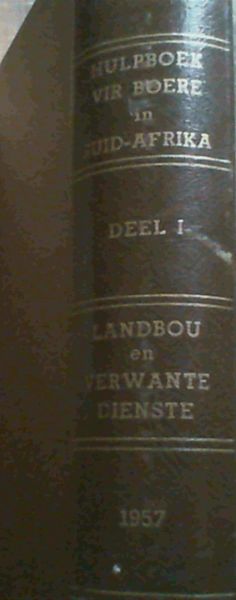 HULPBOEK
VIR BOERE
in
SUID-AFRIKA
DEEL I
LANDBOU
en
VERWANTE
DIENSTE
1957